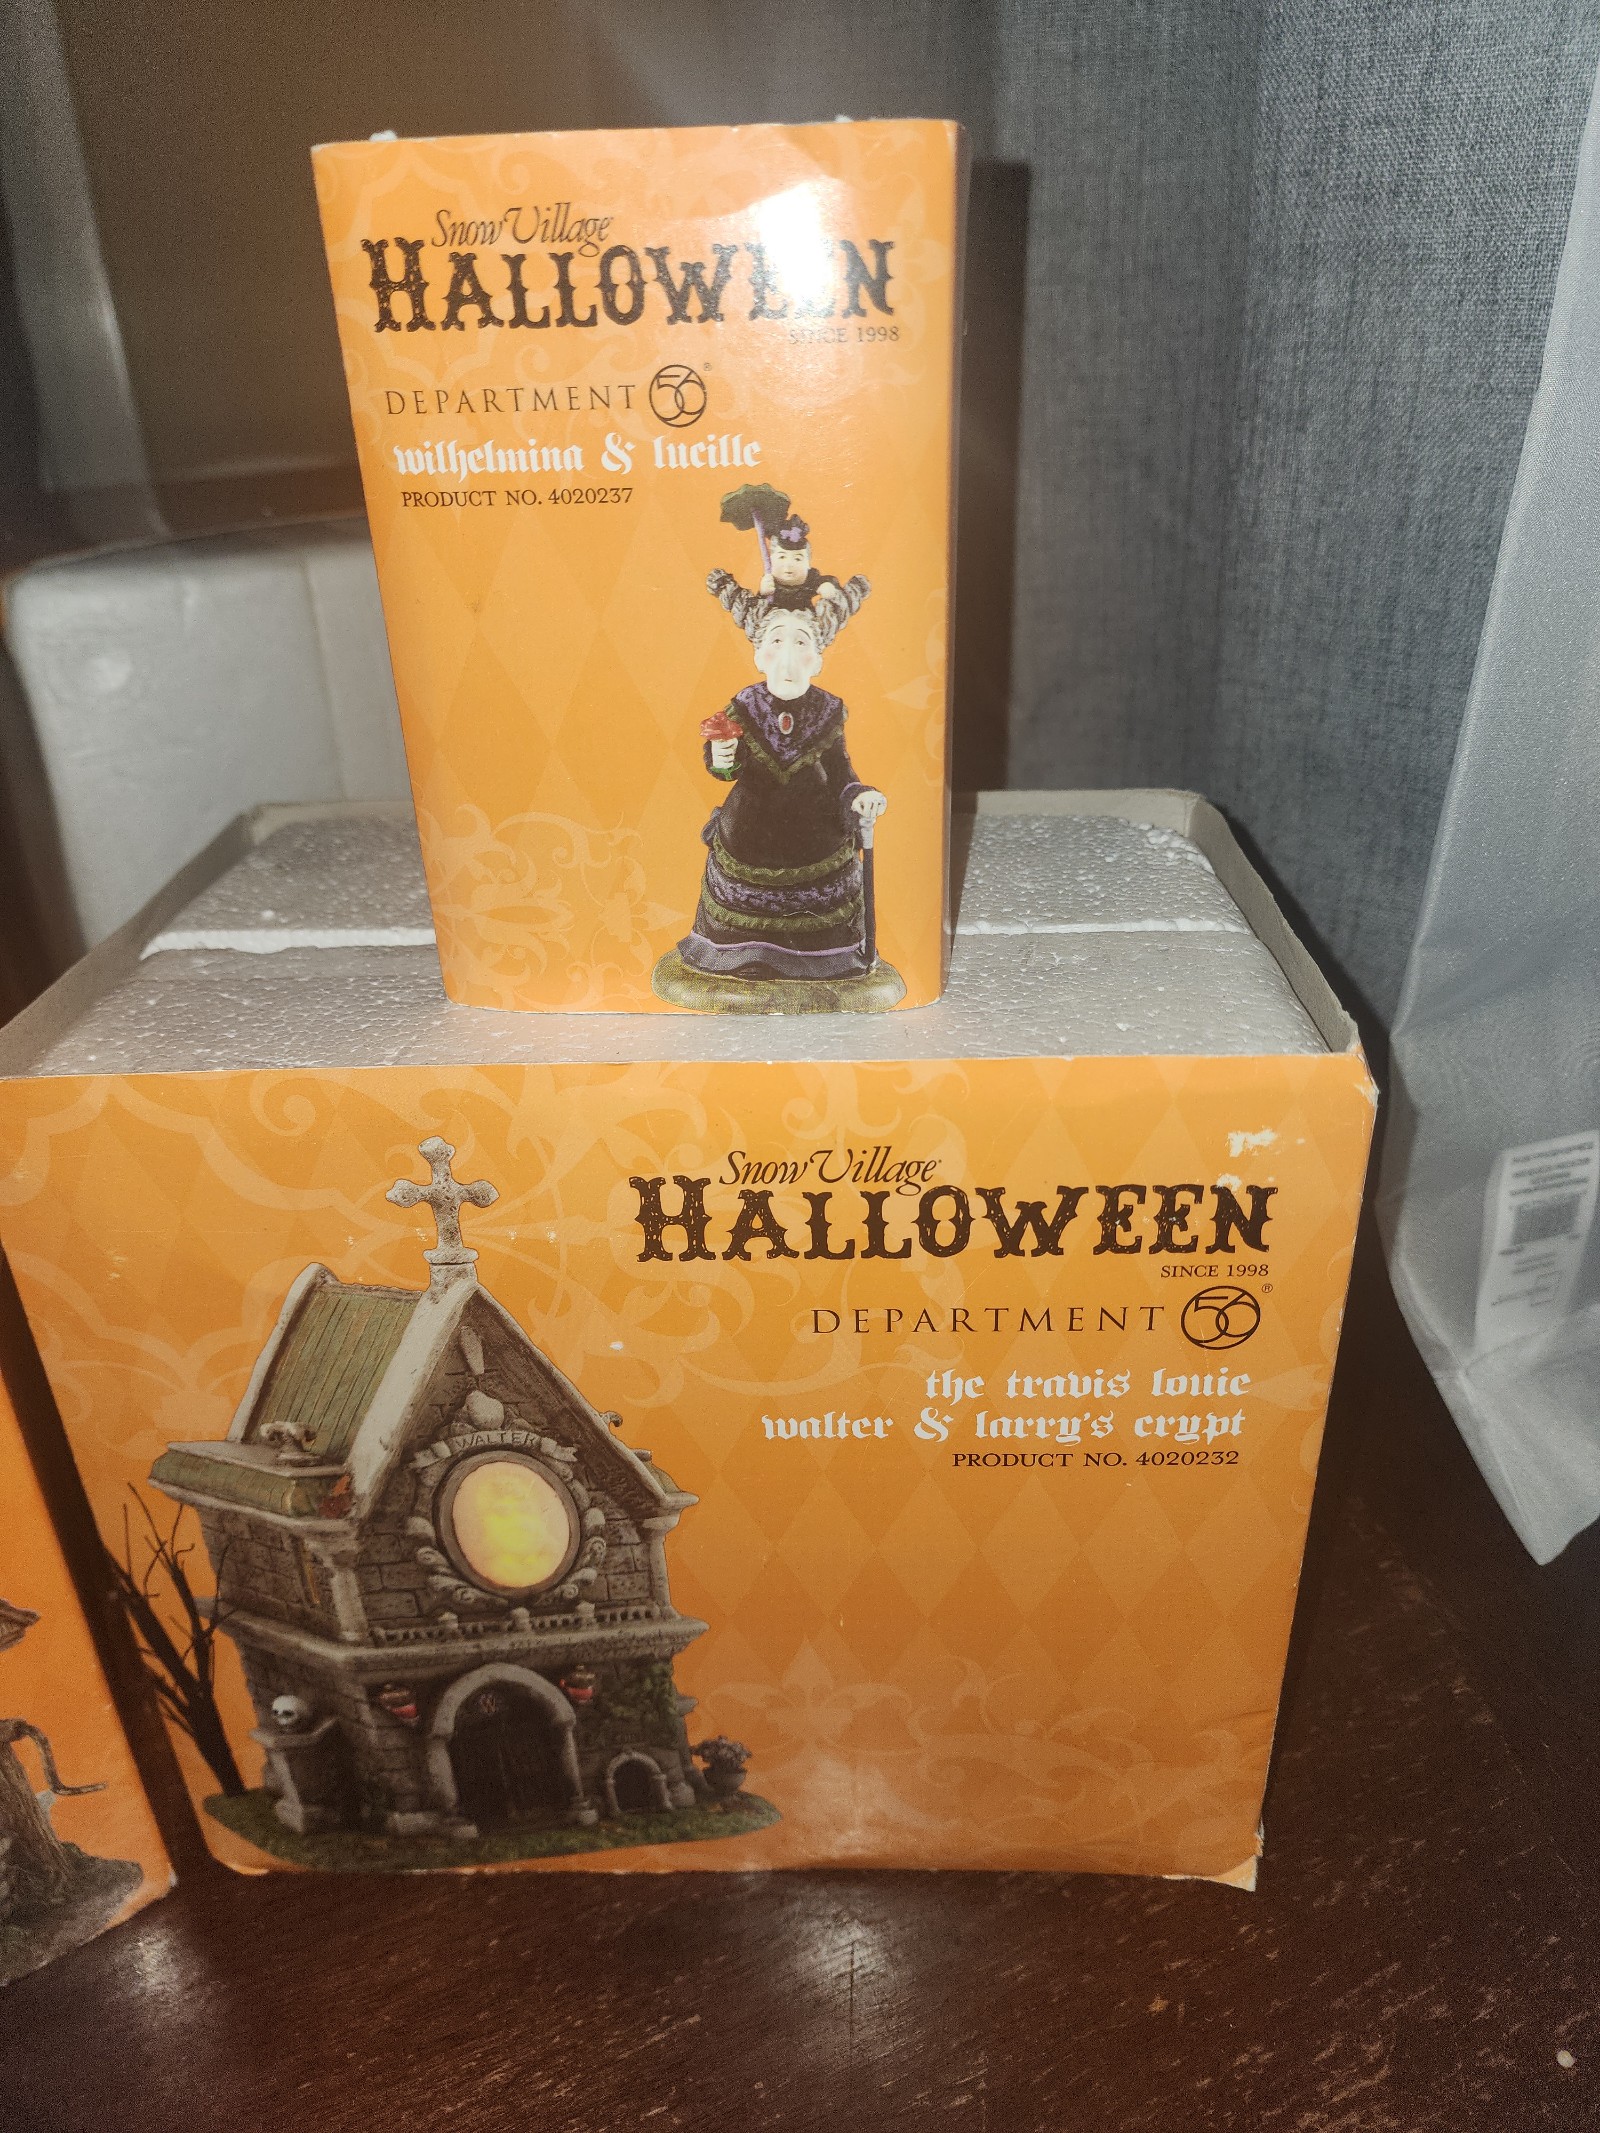 Snow Village
HALLOWEEN
SINCE 1998
DEPARTMENT 56®
wilhelmina & lucille
PRODUCT NO. 4020237
Snow Village
HALLOWEEN
SINCE 1998
DEPARTMENT 56®
the travis louie
walter & larry's crypt
PRODUCT NO. 4020232
WALTER
W